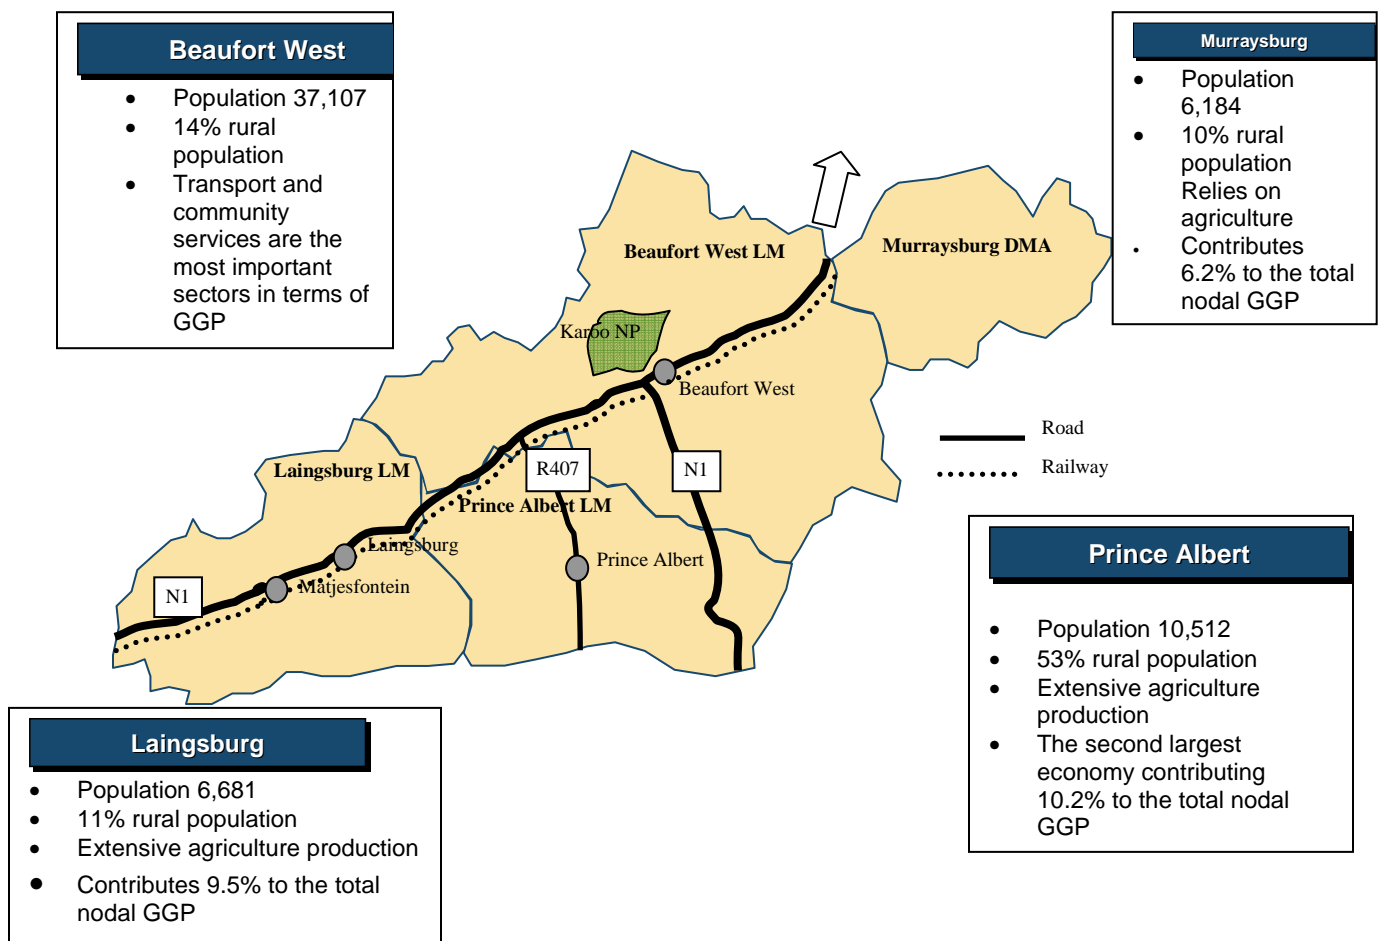 Beaufort West
• Population 37,107
• 14% rural
population
• Transport and
community
services are the
most important
sectors in terms of
GGP
Murraysburg
• Population
6,184
• 10% rural
population
Relies on
agriculture
• Contributes
6.2% to the total
nodal GGP
Beaufort West LM
Murraysburg DMA
Karoo NP
Beaufort West
Road
Railway
Laingsburg LM
R407
N1
Prince Albert LM
Laingsburg
Prince Albert
Matjesfontein
N1
Prince Albert
• Population 10,512
• 53% rural population
• Extensive agriculture
production
• The second largest
economy contributing
10.2% to the total nodal
GGP
Laingsburg
• Population 6,681
• 11% rural population
• Extensive agriculture production
• Contributes 9.5% to the total
nodal GGP